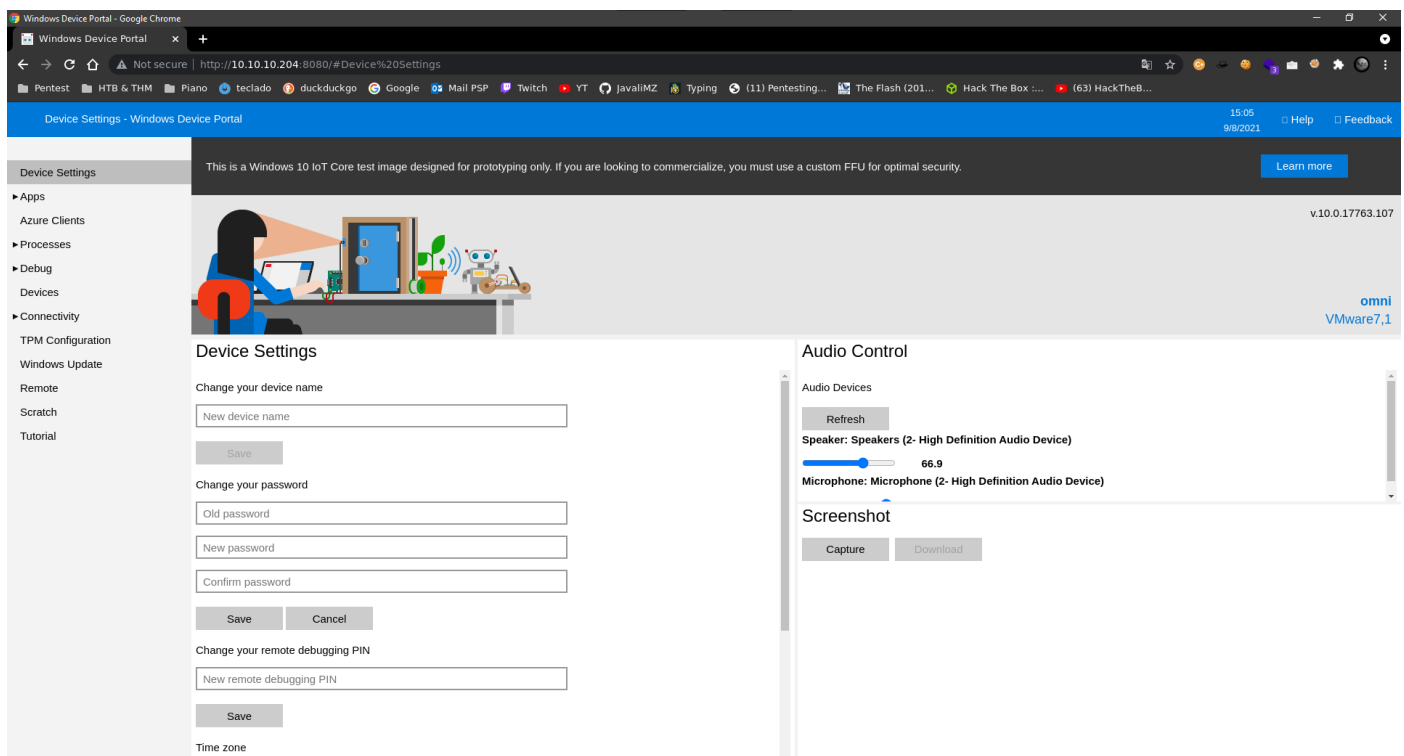 Windows Device Portal - Google Chrome
Windows Device Portal
Not secure | http://10.10.10.204:8080/#Device%20Settings
3
Pentest HTB & THM Piano teclado duckduckgo Google Mail PSP Twitch YT JavaliMZ Typing (11) Pentesting... The Flash (201... Hack The Box :... (63) HackTheB...
Device Settings - Windows Device Portal
15:05
9/8/2021
Help
Feedback
Device Settings
Apps
Azure Clients
Processes
Debug
Devices
Connectivity
TPM Configuration
Windows Update
Remote
Scratch
Tutorial
This is a Windows 10 IoT Core test image designed for prototyping only. If you are looking to commercialize, you must use a custom FFU for optimal security.
Learn more
v.10.0.17763.107
omni
VMware7,1
Device Settings
Change your device name
New device name
Save
Change your password
Old password
New password
Confirm password
Save Cancel
Change your remote debugging PIN
New remote debugging PIN
Save
Time zone
Audio Control
Audio Devices
Refresh
Speaker: Speakers (2- High Definition Audio Device)
66.9
Microphone: Microphone (2- High Definition Audio Device)
Screenshot
Capture Download